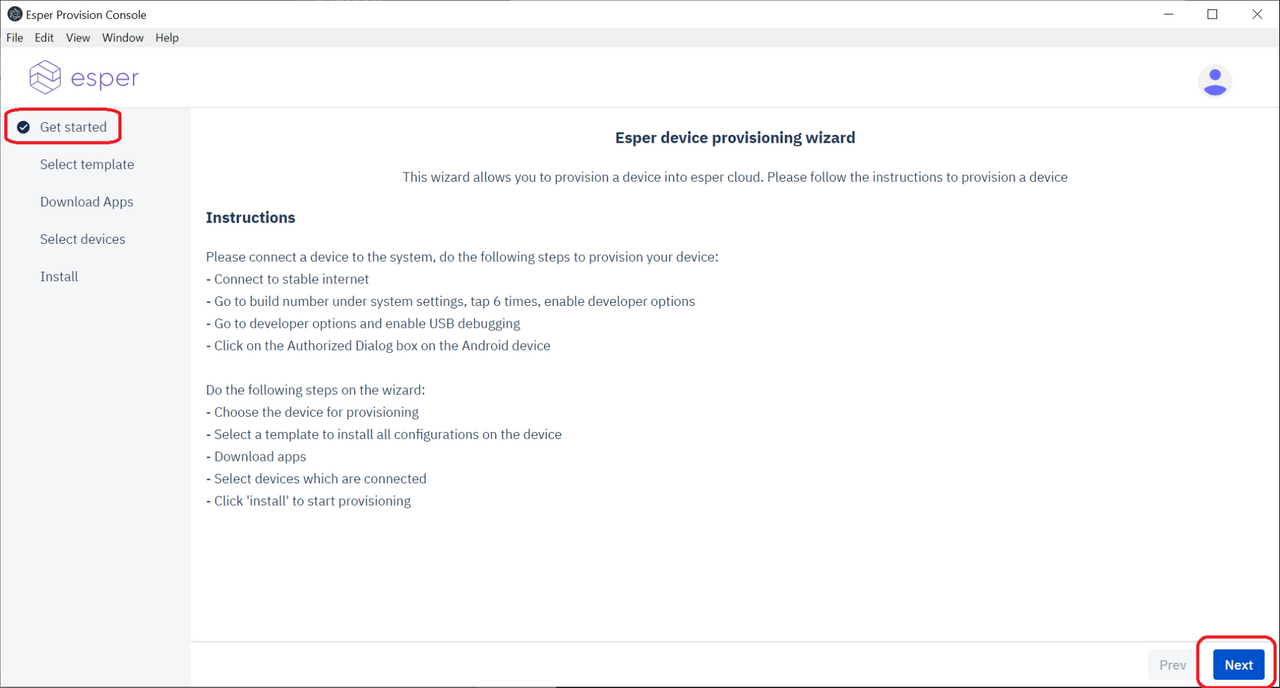 Esper Provision Console
File Edit View Window Help
esper
Get started
Select template
Download Apps
Select devices
Install
Esper device provisioning wizard
This wizard allows you to provision a device into esper cloud. Please follow the instructions to provision a device
Instructions
Please connect a device to the system, do the following steps to provision your device:
- Connect to stable internet
- Go to build number under system settings, tap 6 times, enable developer options
- Go to developer options and enable USB debugging
- Click on the Authorized Dialog box on the Android device
Do the following steps on the wizard:
- Choose the device for provisioning
- Select a template to install all configurations on the device
- Download apps
- Select devices which are connected
- Click 'install' to start provisioning
Prev Next